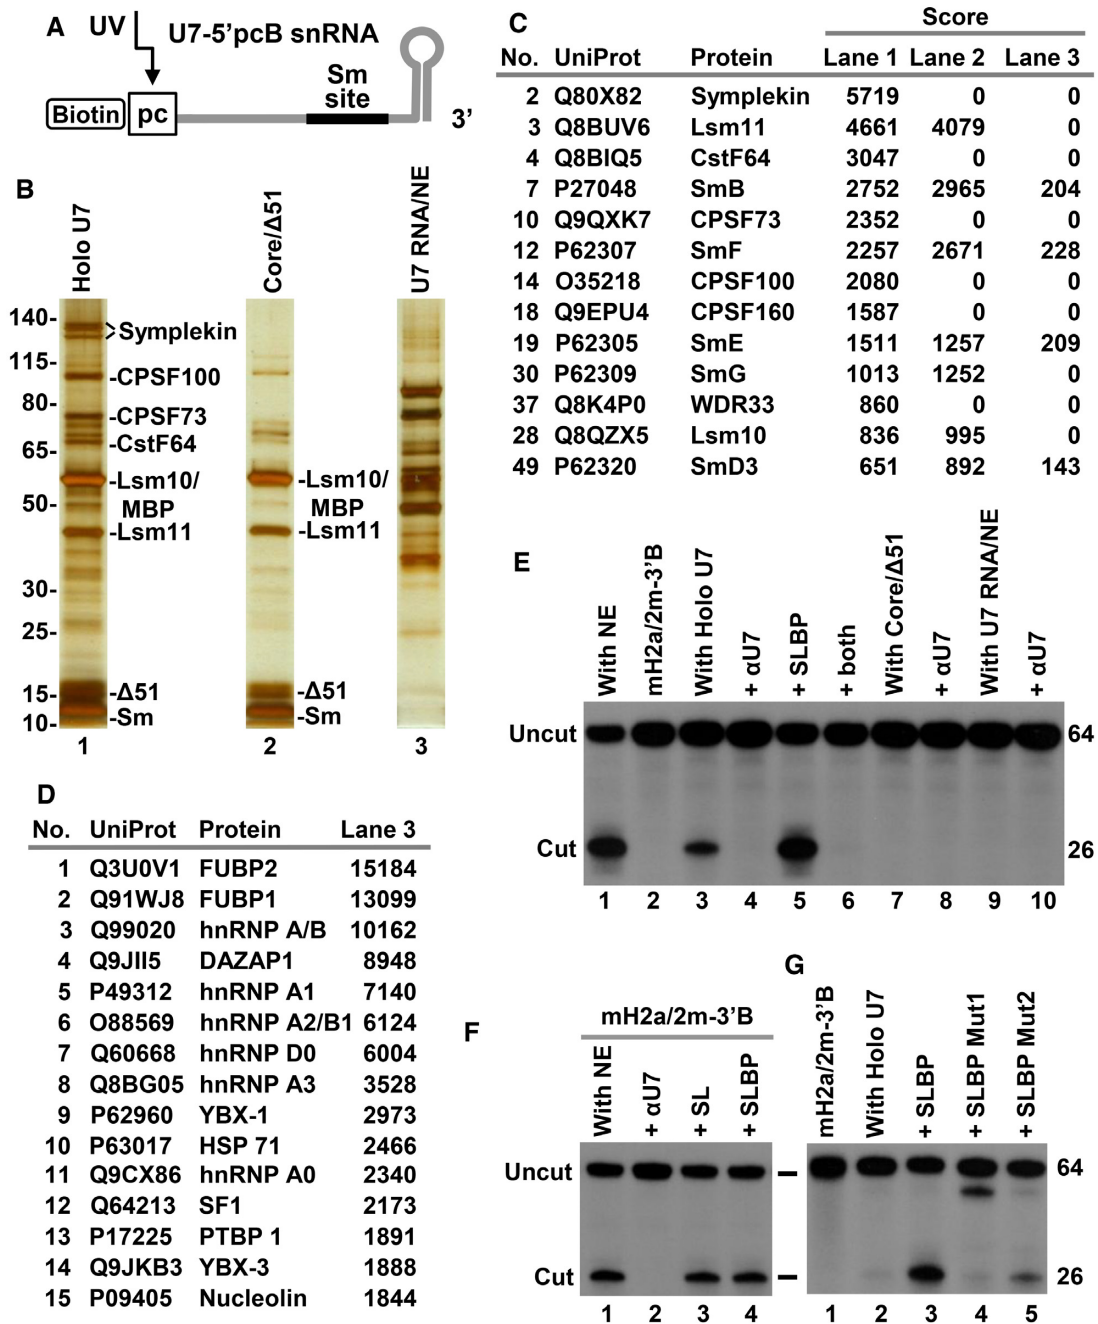 A
UV
U7-5'pcB snRNA
Biotin
pc
Sm
site
3'
B
Holo U7
Core/Δ51
U7 RNA/NE
140-
115-
80-
65-
50-
30-
25-
15-
10-
Symplekin
-CPSF100
-CPSF73
-CstF64
-Lsm10/
MBP
-Lsm11
-Δ51
-Sm
-Lsm10/
MBP
-Lsm11
-Δ51
-Sm
1 2 3
C
Score
No. UniProt Protein Lane 1 Lane 2 Lane 3
2 Q80X82 Symplekin 5719 0 0
3 Q8BUV6 Lsm11 4661 4079 0
4 Q8BIQ5 CstF64 3047 0 0
7 P27048 SmB 2752 2965 204
10 Q9QXK7 CPSF73 2352 0 0
12 P62307 SmF 2257 2671 228
14 O35218 CPSF100 2080 0 0
18 Q9EPU4 CPSF160 1587 0 0
19 P62305 SmE 1511 1257 209
30 P62309 SmG 1013 1252 0
37 Q8K4P0 WDR33 860 0 0
28 Q8QZX5 Lsm10 836 995 0
49 P62320 SmD3 651 892 143
D
No. UniProt Protein Lane 3
1 Q3U0V1 FUBP2 15184
2 Q91WJ8 FUBP1 13099
3 Q99020 hnRNP A/B 10162
4 Q9JII5 DAZAP1 8948
5 P49312 hnRNP A1 7140
6 O88569 hnRNP A2/B1 6124
7 Q60668 hnRNP D0 6004
8 Q8BG05 hnRNP A3 3528
9 P62960 YBX-1 2973
10 P63017 HSP 71 2466
11 Q9CX86 hnRNP A0 2340
12 Q64213 SF1 2173
13 P17225 PTBP 1 1891
14 Q9JKB3 YBX-3 1888
15 P09405 Nucleolin 1844
E
With NE
mH2a/2m-3'B
With Holo U7
+ αU7
+ SLBP
+ both
With Core/Δ51
+ αU7
With U7 RNA/NE
+ αU7
Uncut 64
Cut 26
1 2 3 4 5 6 7 8 9 10
F
mH2a/2m-3'B
With NE
+ αU7
+ SL
+ SLBP
Uncut
Cut
1 2 3 4
G
mH2a/2m-3'B
With Holo U7
+ SLBP
+ SLBP Mut1
+ SLBP Mut2
64
26
1 2 3 4 5